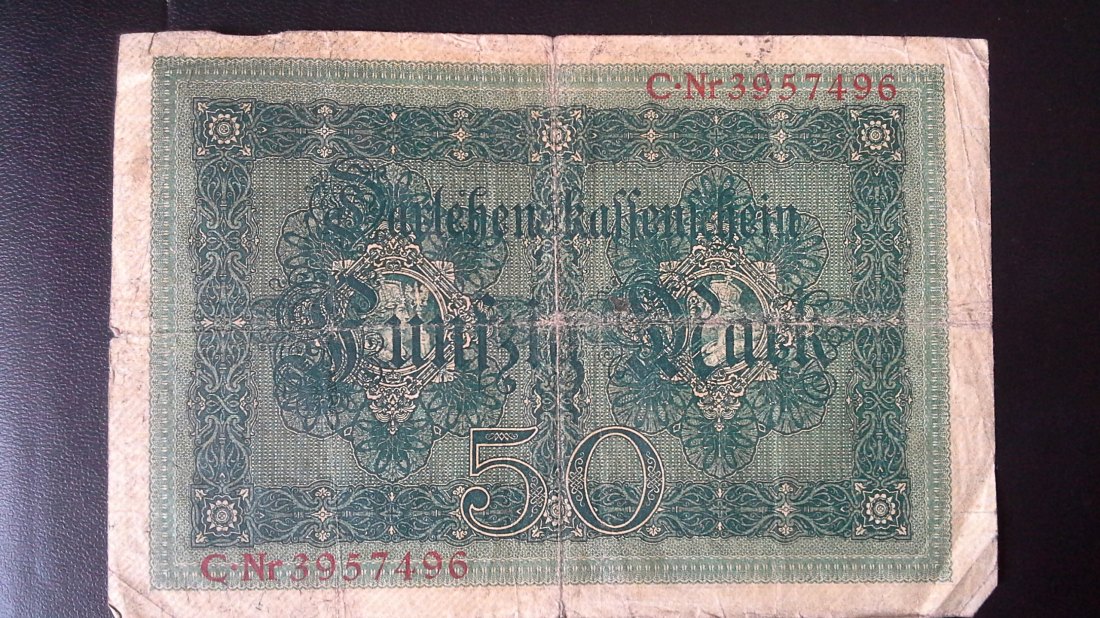 C·Nr 3957496
Darlehenskassenschein
Fünfzig Mark
50
C·Nr 3957496